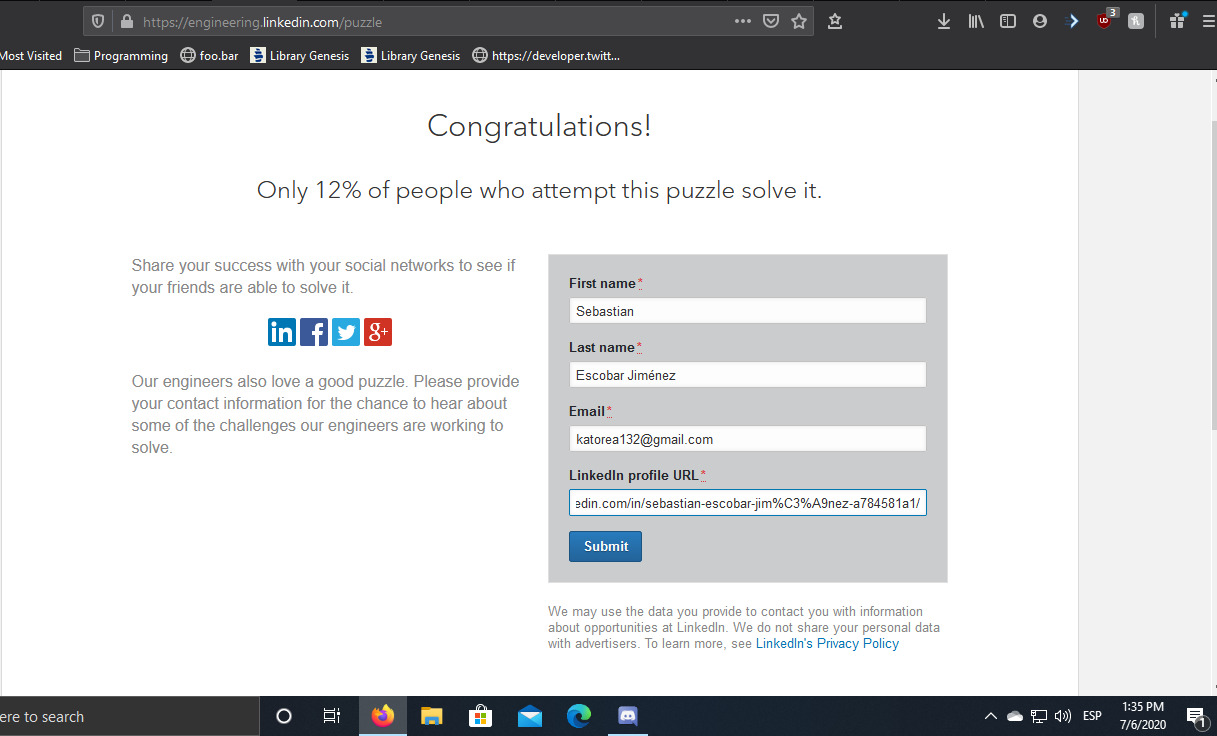 https://engineering.linkedin.com/puzzle
3
Most Visited Programming foo.bar Library Genesis Library Genesis https://developer.twitt...
Congratulations!
Only 12% of people who attempt this puzzle solve it.
Share your success with your social networks to see if
your friends are able to solve it.
in f g+
Our engineers also love a good puzzle. Please provide
your contact information for the chance to hear about
some of the challenges our engineers are working to
solve.
First name *
Sebastian
Last name *
Escobar Jiménez
Email *
katorea132@gmail.com
LinkedIn profile URL *
edin.com/in/sebastian-escobar-jim%C3%A9nez-a784581a1/
Submit
We may use the data you provide to contact you with information
about opportunities at LinkedIn. We do not share your personal data
with advertisers. To learn more, see LinkedIn's Privacy Policy
ere to search
ESP
1:35 PM
7/6/2020
1